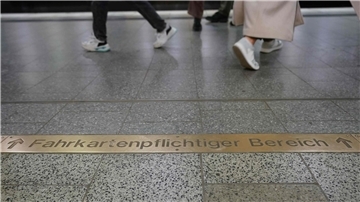 ↑ Fahrkartenpflichtiger Bereich ↑